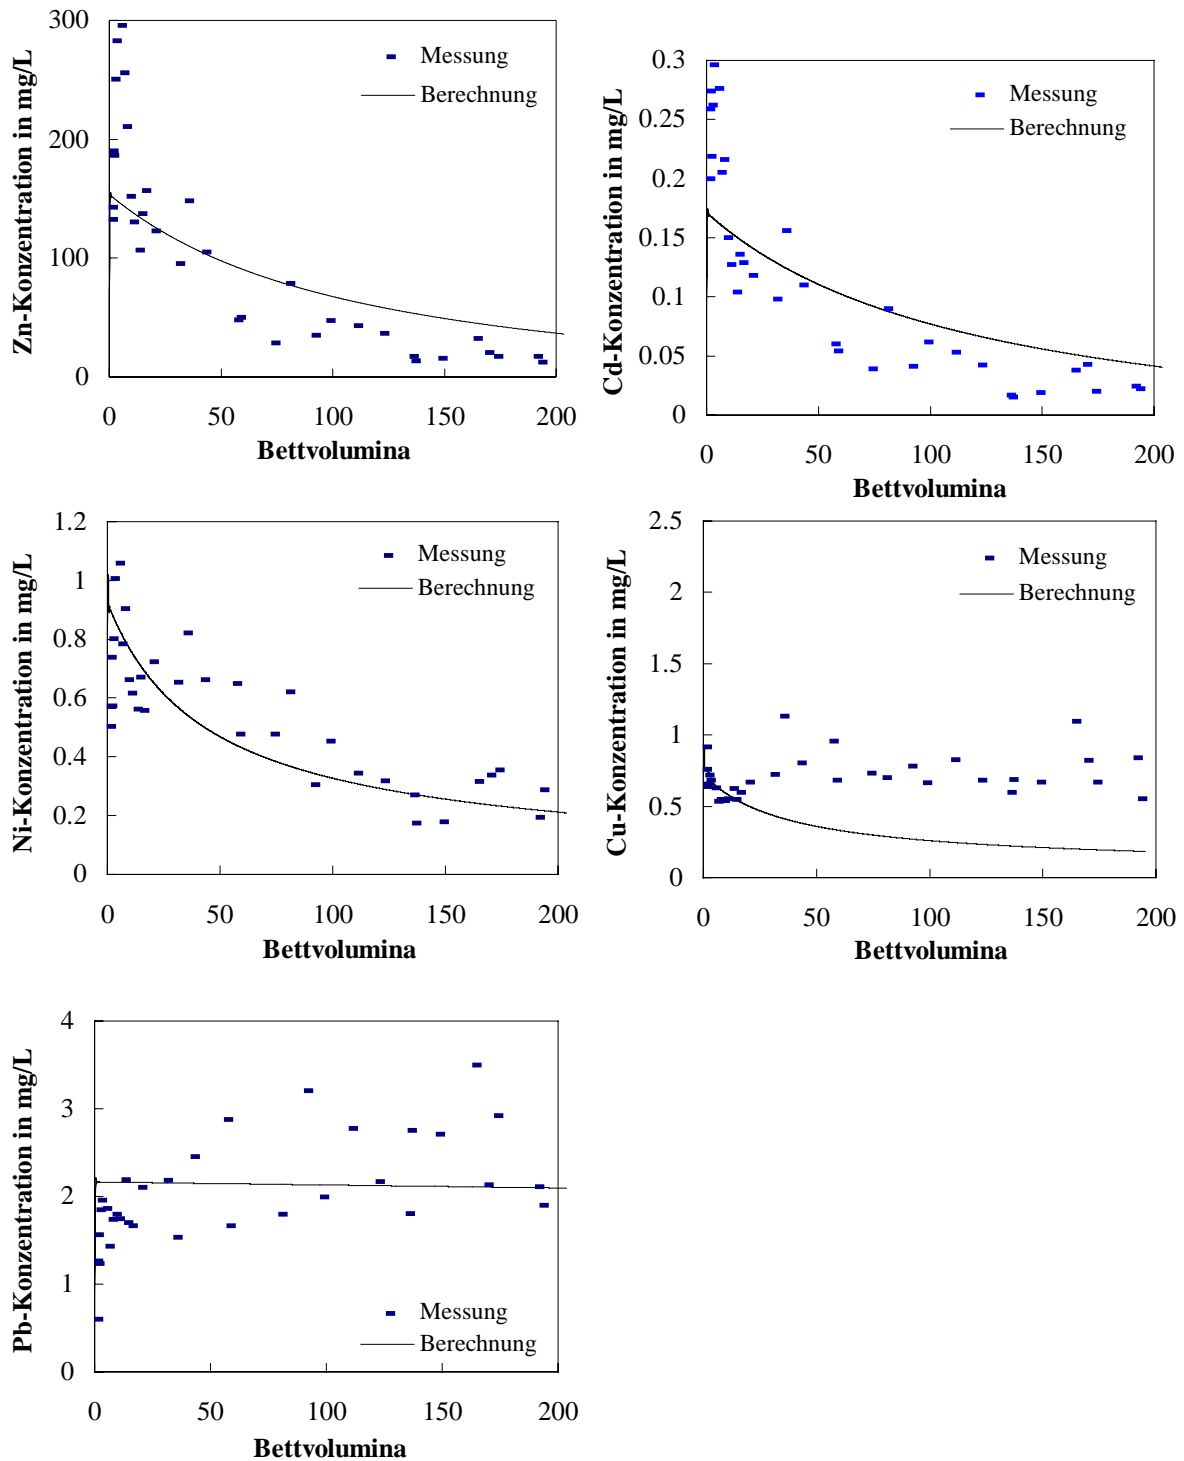 Zn-Konzentration in mg/L
300
200
100
0
Messung
Berechnung
0 50 100 150 200
Bettvolumina
Cd-Konzentration in mg/L
0.3
0.25
0.2
0.15
0.1
0.05
0
Messung
Berechnung
0 50 100 150 200
Bettvolumina
Ni-Konzentration in mg/L
1.2
1
0.8
0.6
0.4
0.2
0
Messung
Berechnung
0 50 100 150 200
Bettvolumina
Cu-Konzentration in mg/L
2.5
2
1.5
1
0.5
0
Messung
Berechnung
0 50 100 150 200
Bettvolumina
Pb-Konzentration in mg/L
4
3
2
1
0
Messung
Berechnung
0 50 100 150 200
Bettvolumina